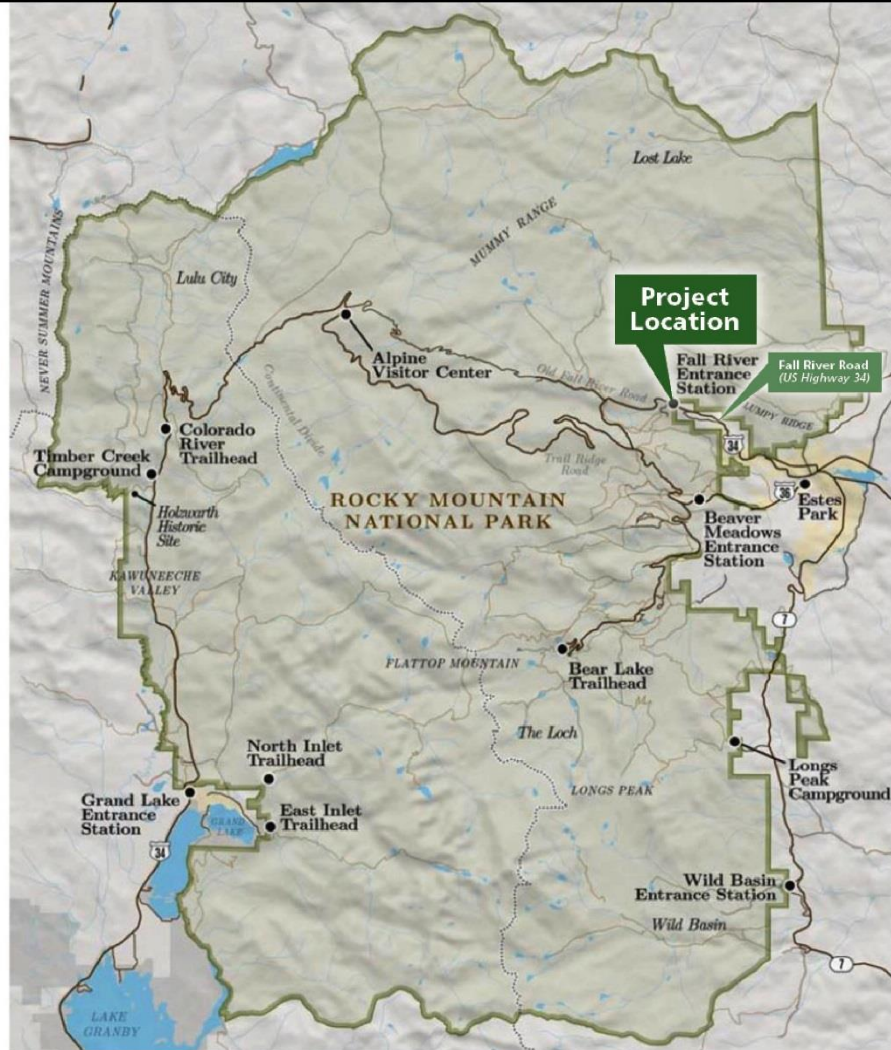 Lost Lake
MUMMY RANGE
NEVER SUMMER MOUNTAINS
Lulu City
Project
Location
Alpine
Visitor Center
Fall River
Entrance
Station
Fall River Road
(US Highway 34)
Old Fall River Road
LUMPY RIDGE
Continental Divide
Colorado
River
Trailhead
34
Timber Creek
Campground
Trail Ridge
Road
36
Estes
Park
Holzwarth
Historic
Site
ROCKY MOUNTAIN
NATIONAL PARK
Beaver
Meadows
Entrance
Station
KAWUNEECHE
VALLEY
7
FLATTOP MOUNTAIN
Bear Lake
Trailhead
The Loch
North Inlet
Trailhead
Longs
Peak
Campground
LONGS PEAK
Grand Lake
Entrance
Station
East Inlet
Trailhead
GRAND
LAKE
34
Wild Basin
Entrance Station
Wild Basin
7
LAKE
GRANBY